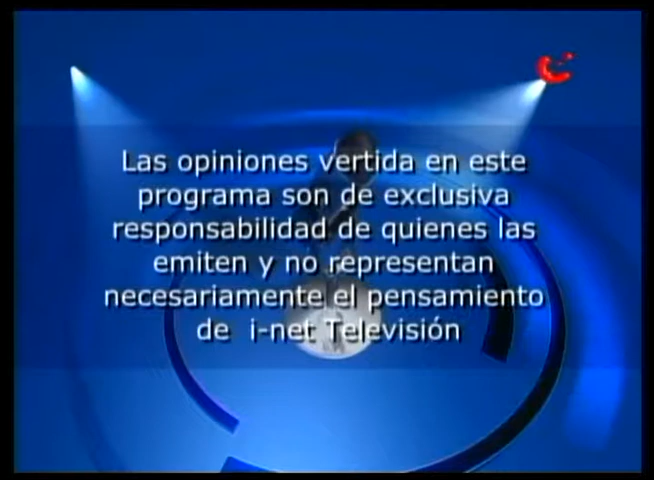 Las opiniones vertida en este
programa son de exclusiva
responsabilidad de quienes las
emiten y no representan
necesariamente el pensamiento
de i-net Televisión